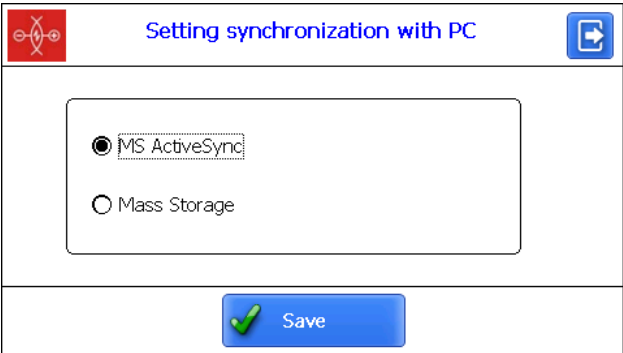 Setting synchronization with PC
MS ActiveSync
Mass Storage
Save